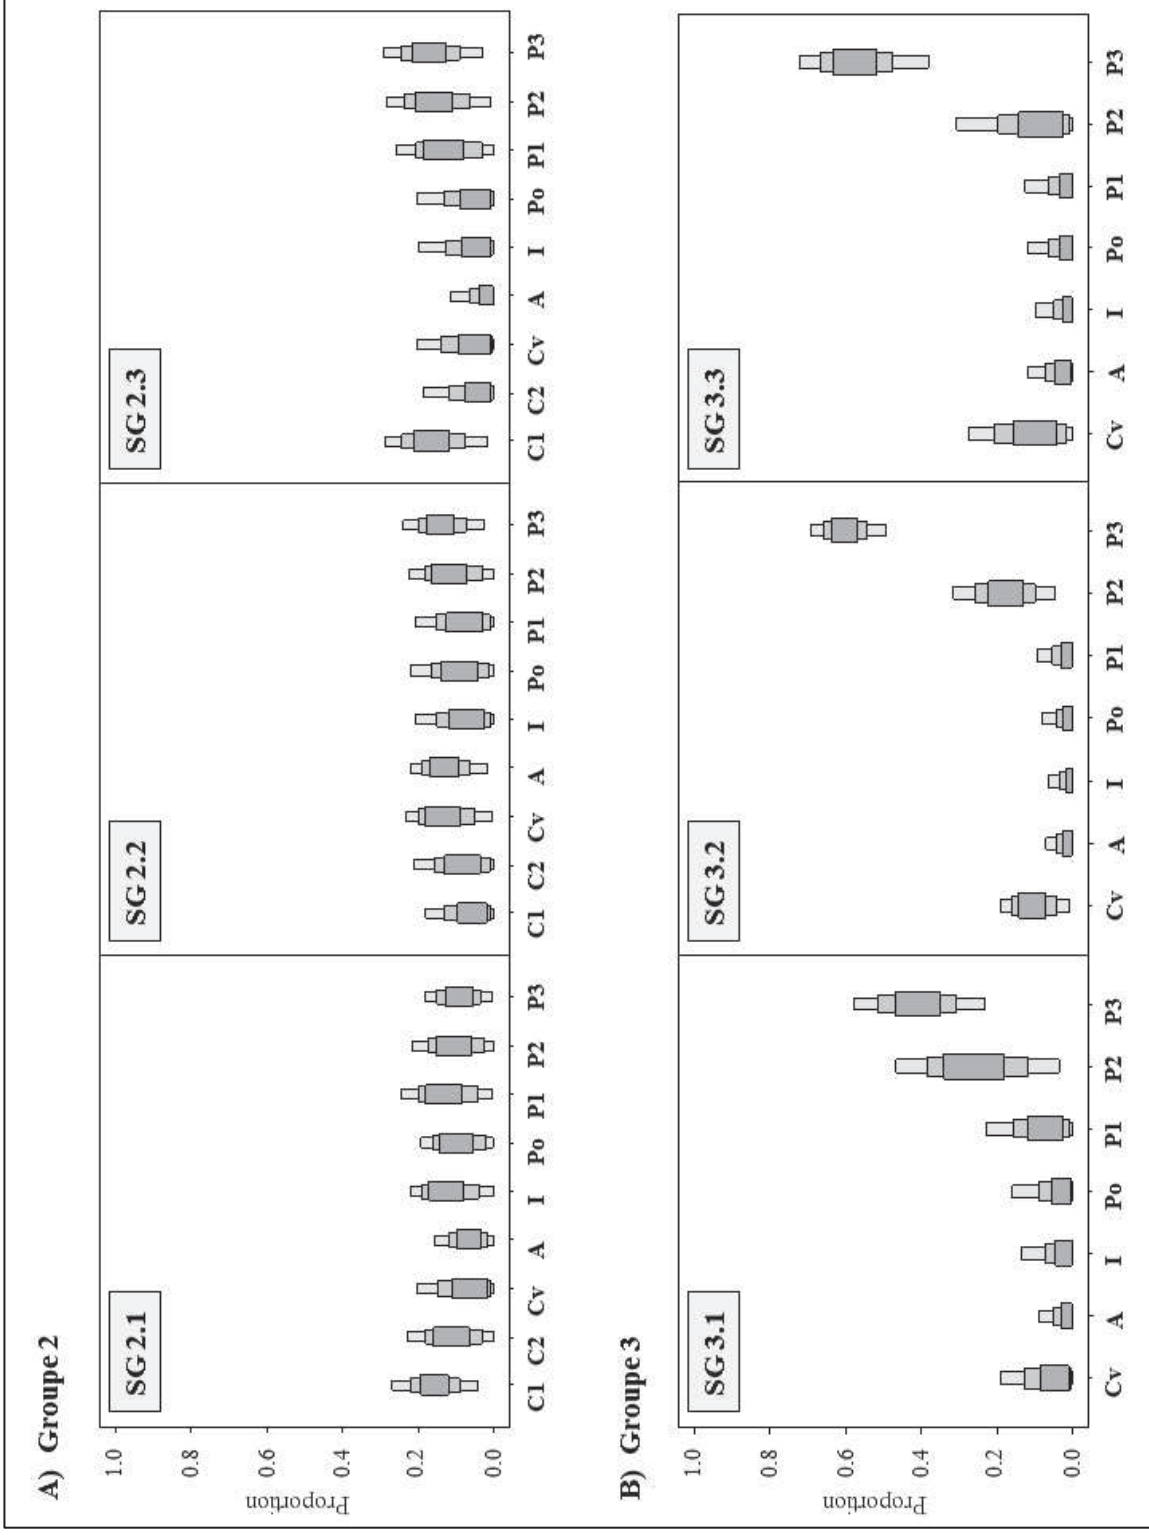 A) Groupe 2
SG 2.1
SG 2.2
SG 2.3
Proportion
1.0
0.8
0.6
0.4
0.2
0.0
C1 C2 Cv A I Po P1 P2 P3 C1 C2 Cv A I Po P1 P2 P3 C1 C2 Cv A I Po P1 P2 P3
B) Groupe 3
SG 3.1
SG 3.2
SG 3.3
Proportion
1.0
0.8
0.6
0.4
0.2
0.0
Cv A I Po P1 P2 P3 Cv A I Po P1 P2 P3 Cv A I Po P1 P2 P3